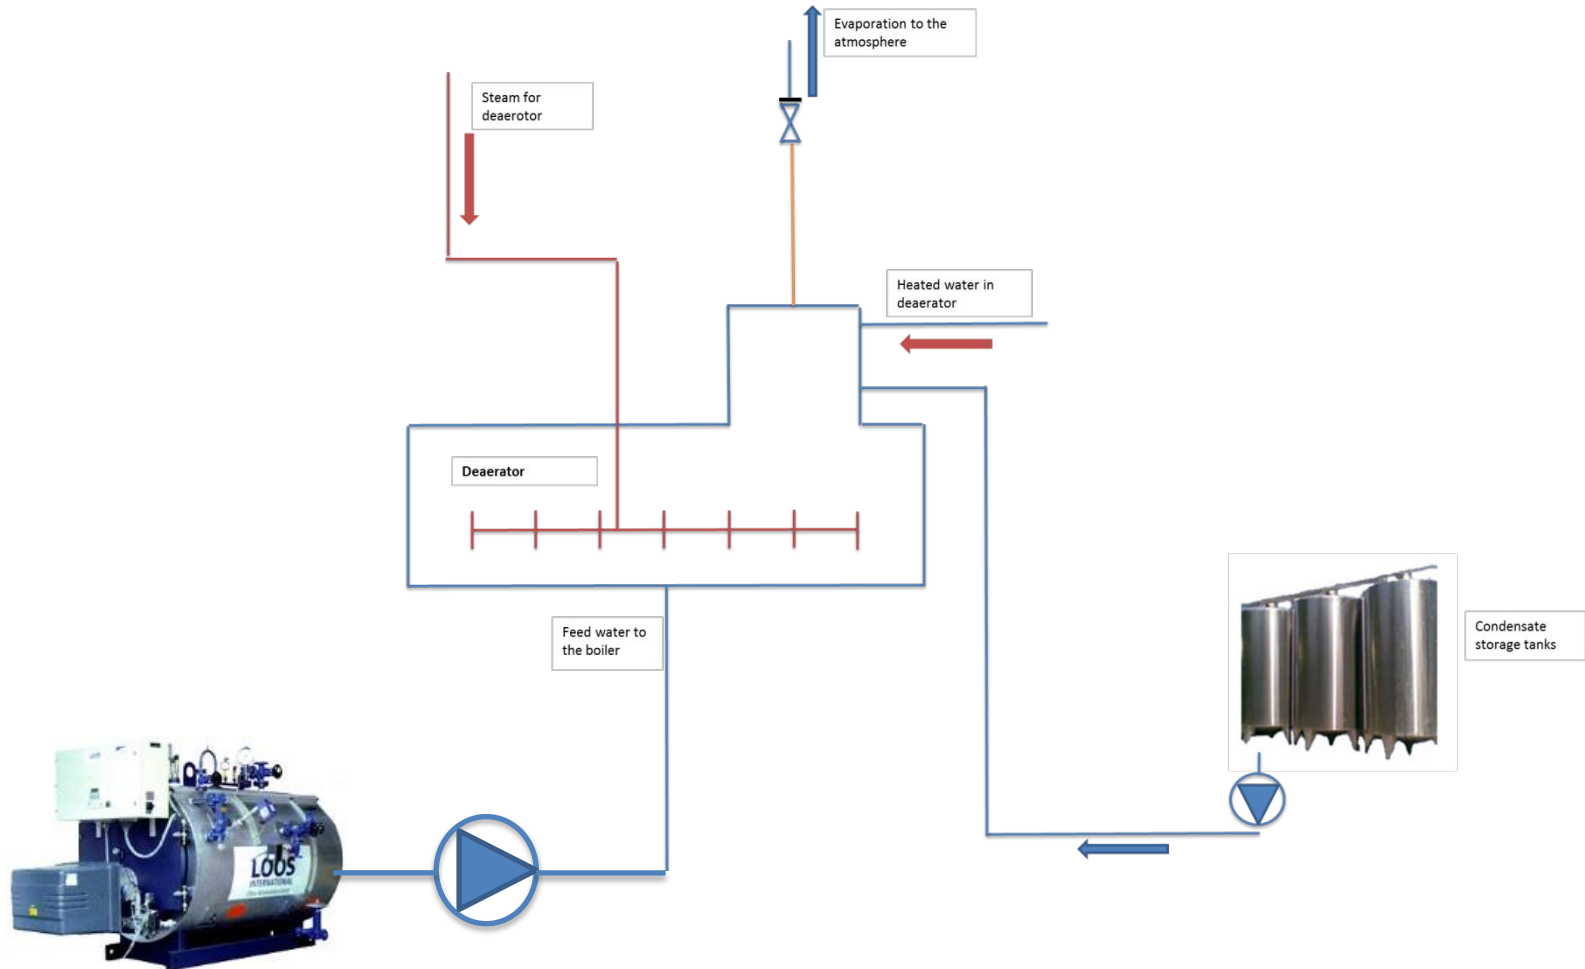 Evaporation to the
atmosphere
Steam for
deaerotor
Heated water in
deaerator
Deaerator
Feed water to
the boiler
Condensate
storage tanks
LOOS
INTERNATIONAL